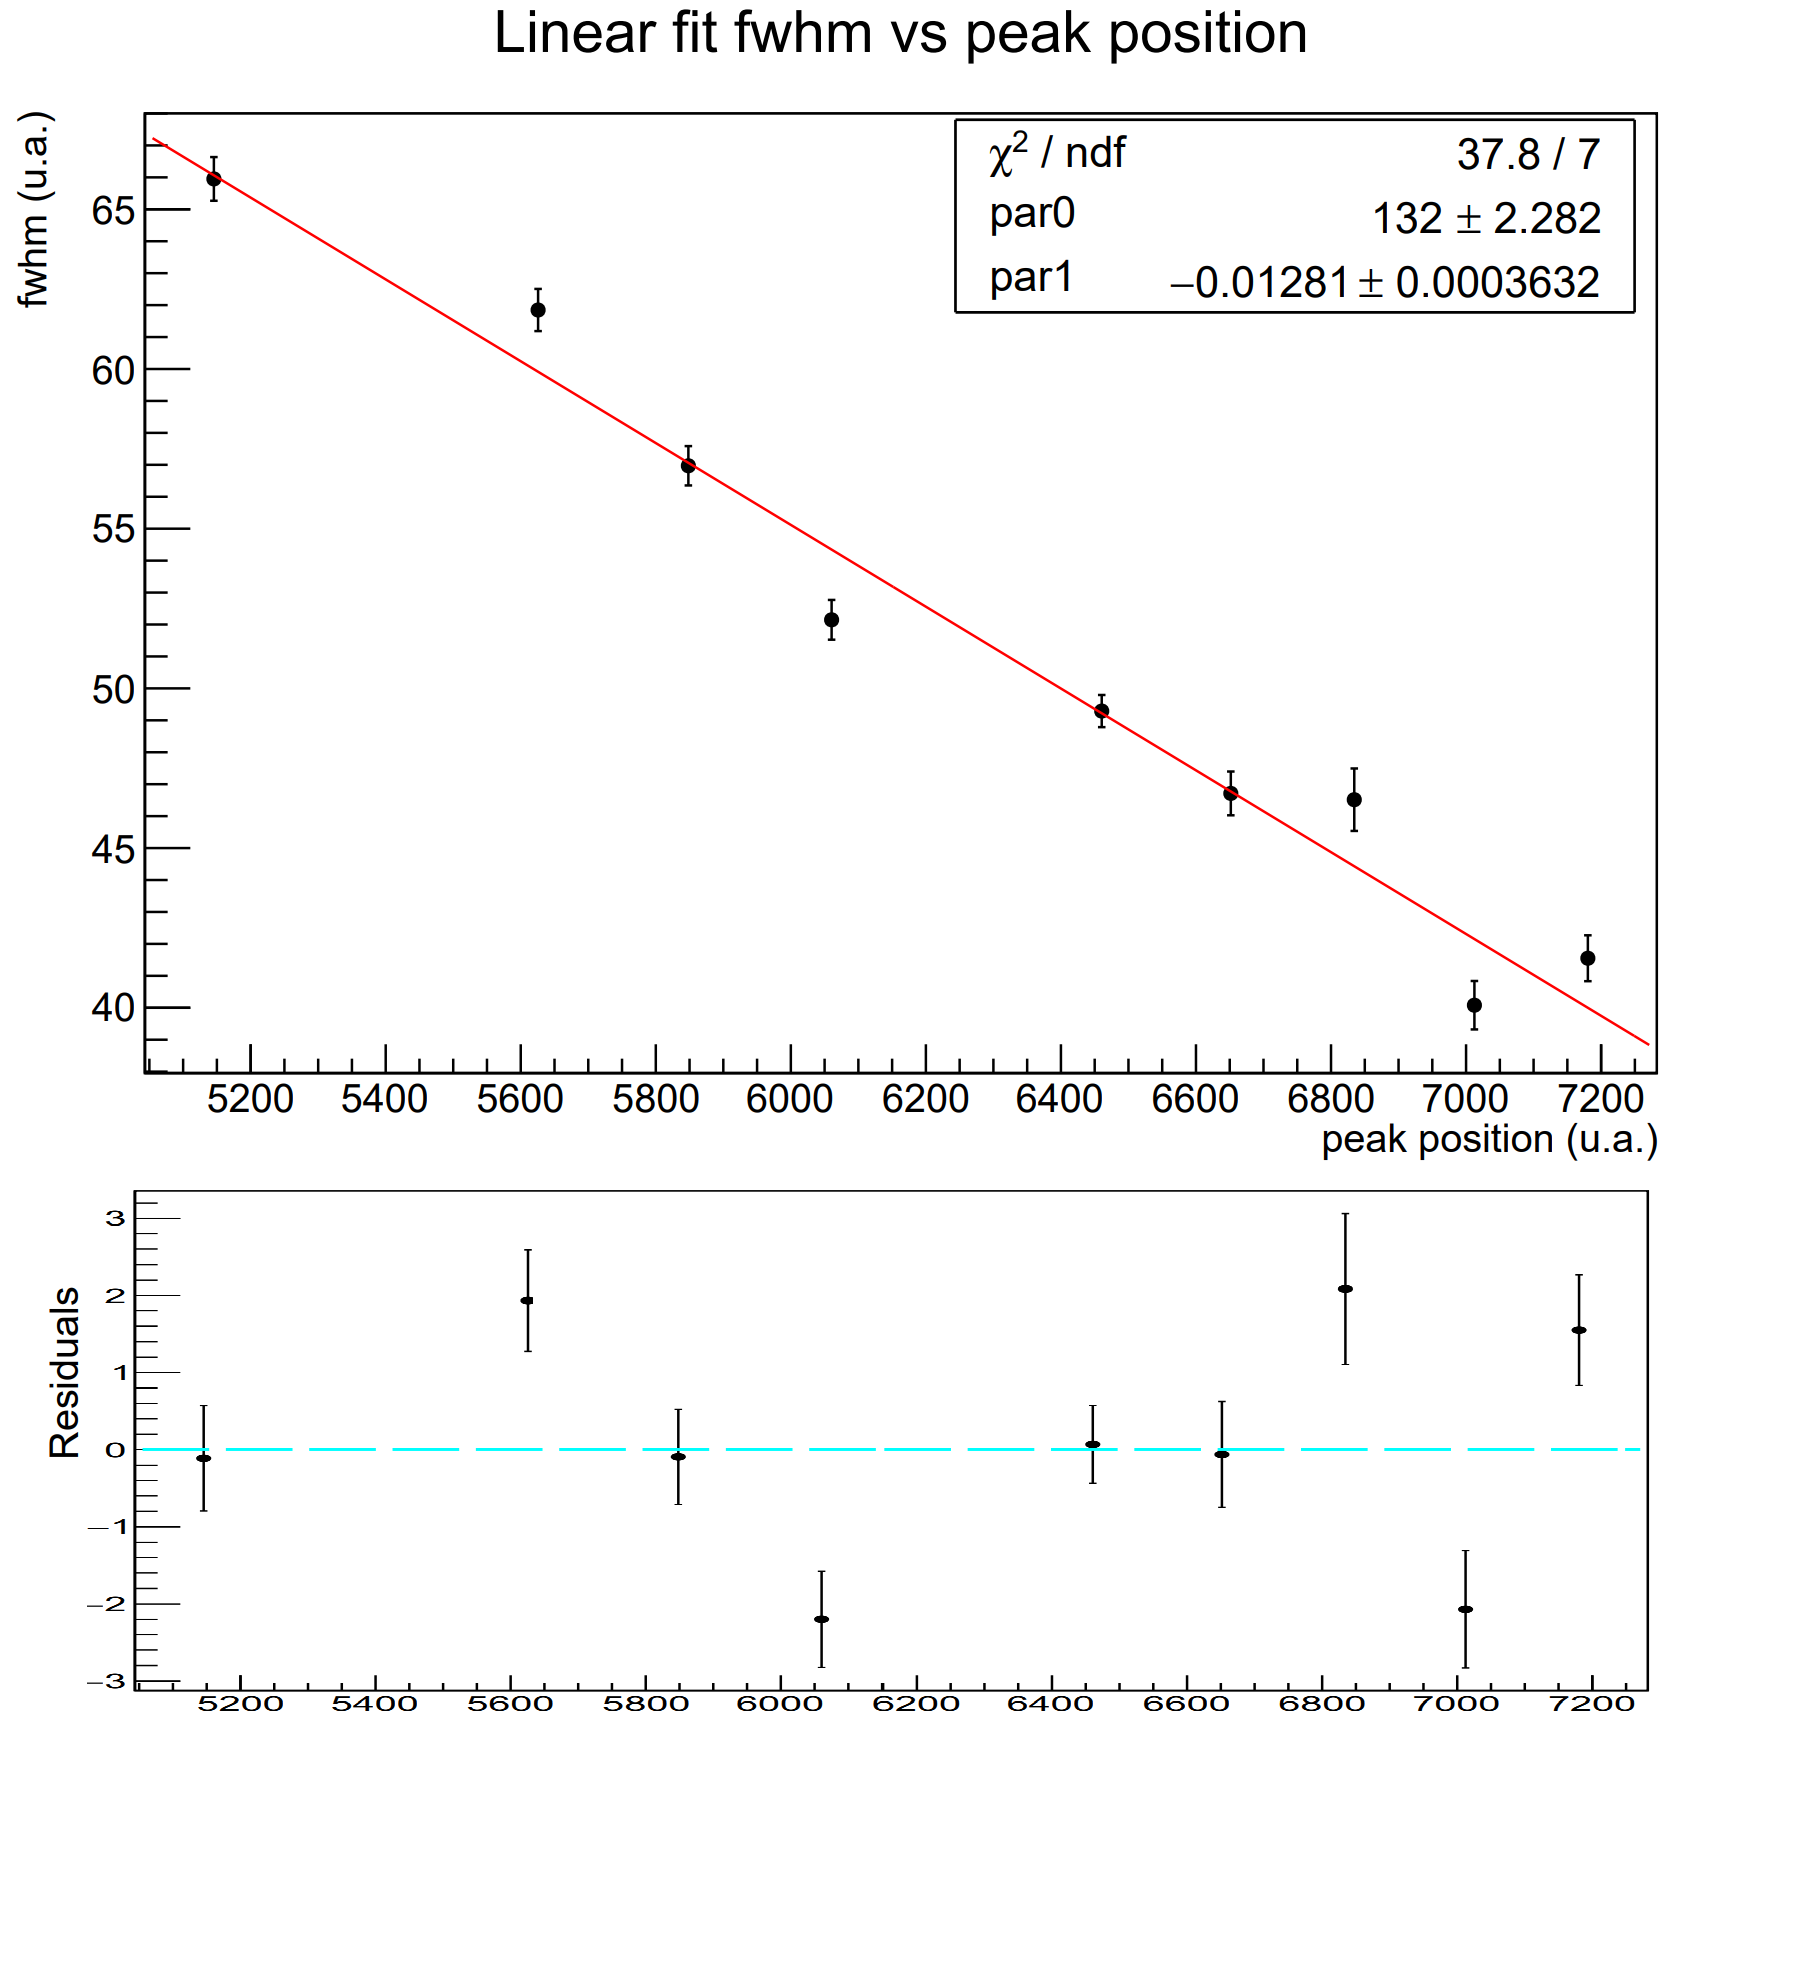 Linear fit fwhm vs peak position
fwhm (u.a.)
χ² / ndf 37.8 / 7
par0 132 ± 2.282
par1 −0.01281 ± 0.0003632
65
60
55
50
45
40
5200 5400 5600 5800 6000 6200 6400 6600 6800 7000 7200
peak position (u.a.)
Residuals
3
2
1
0
−1
−2
−3
5200 5400 5600 5800 6000 6200 6400 6600 6800 7000 7200